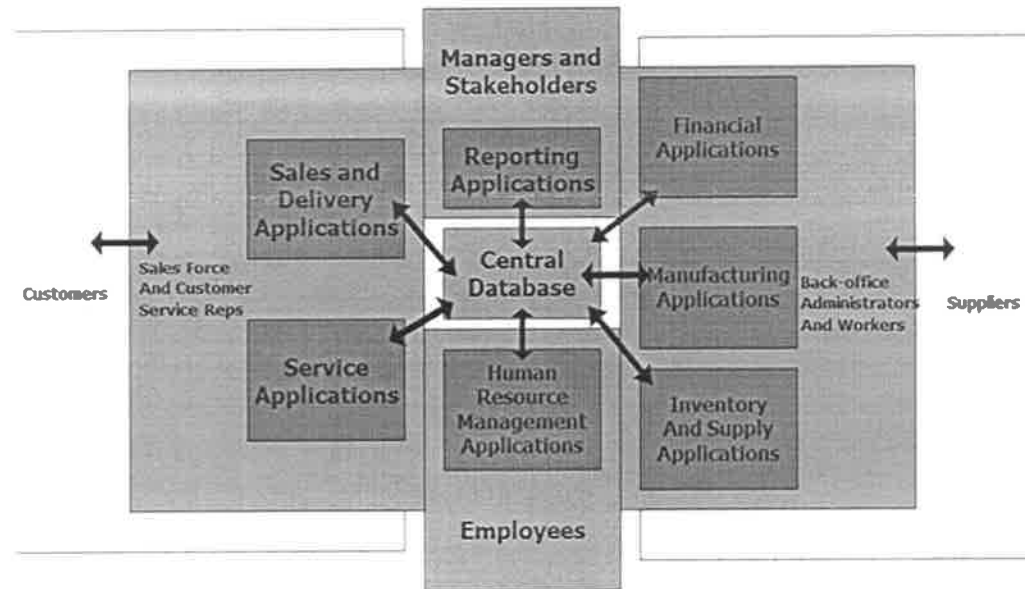 Managers and
Stakeholders
Reporting
Applications
Financial
Applications
Sales and
Delivery
Applications
Central
Database
Manufacturing
Applications
Customers
Sales Force
And Customer
Service Reps
Back-office
Administrators
And Workers
Suppliers
Service
Applications
Human
Resource
Management
Applications
Inventory
And Supply
Applications
Employees